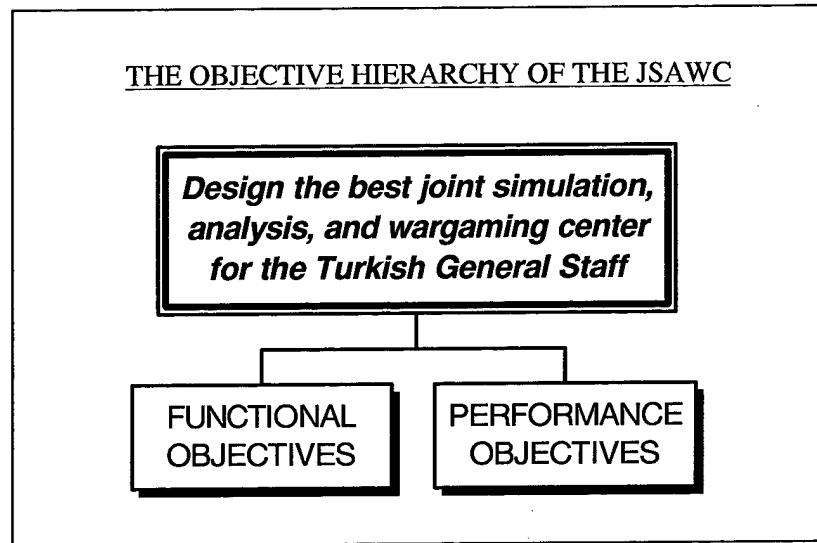 THE OBJECTIVE HIERARCHY OF THE JSAWC
Design the best joint simulation,
analysis, and wargaming center
for the Turkish General Staff
FUNCTIONAL
OBJECTIVES
PERFORMANCE
OBJECTIVES